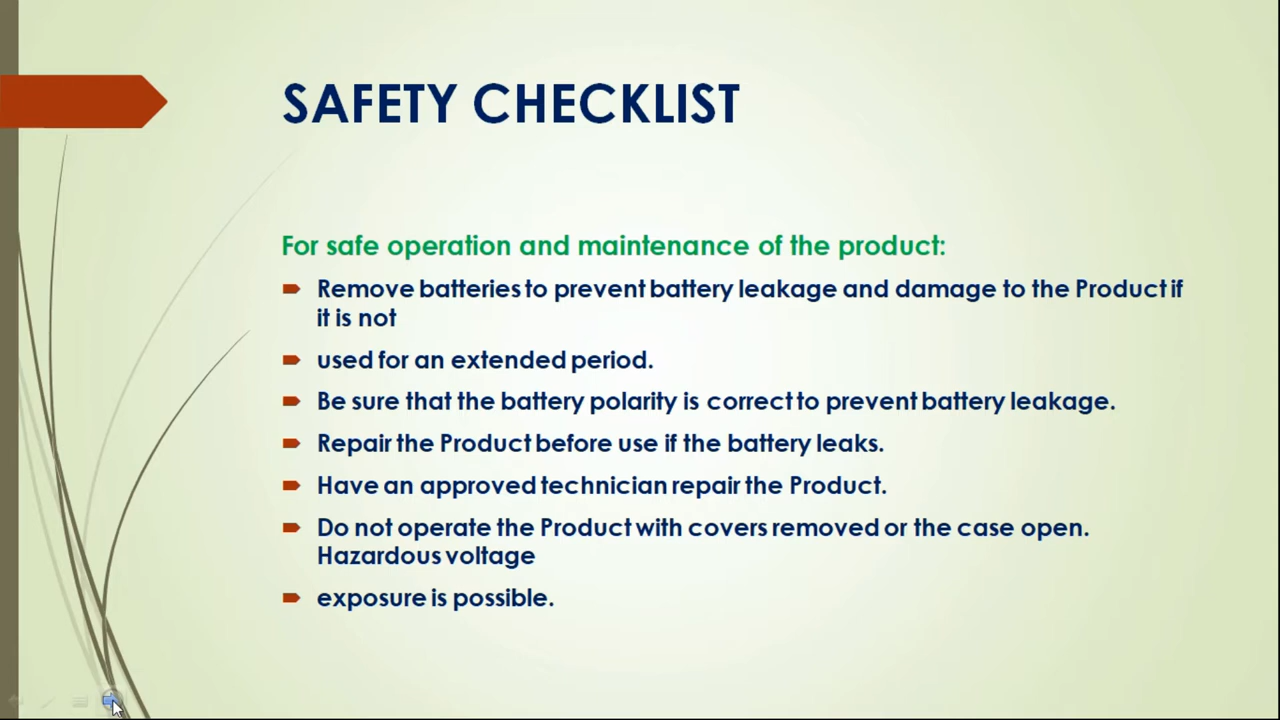 SAFETY CHECKLIST
For safe operation and maintenance of the product:
Remove batteries to prevent battery leakage and damage to the Product if
it is not
used for an extended period.
Be sure that the battery polarity is correct to prevent battery leakage.
Repair the Product before use if the battery leaks.
Have an approved technician repair the Product.
Do not operate the Product with covers removed or the case open.
Hazardous voltage
exposure is possible.